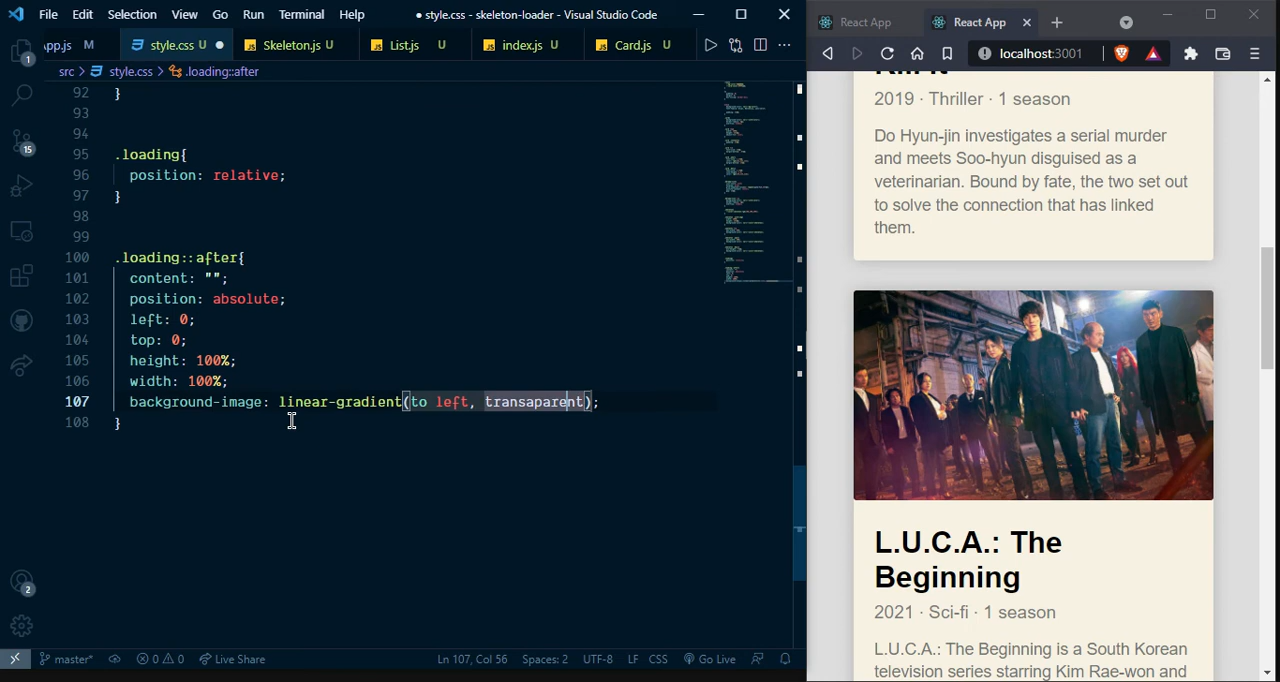 File Edit Selection View Go Run Terminal Help • style.css - skeleton-loader - Visual Studio Code
App.js M style.css U Skeleton.js U List.js U index.js U Card.js U
src > style.css > .loading::after
92 }
93
94
95 .loading{
96 position: relative;
97 }
98
99
100 .loading::after{
101 content: "";
102 position: absolute;
103 left: 0;
104 top: 0;
105 height: 100%;
106 width: 100%;
107 background-image: linear-gradient(to left, transaparent);
108 }
1
15
2
master* 0 0 Live Share Ln 107, Col 56 Spaces: 2 UTF-8 LF CSS Go Live
React App React App
localhost:3001
2019 · Thriller · 1 season
Do Hyun-jin investigates a serial murder
and meets Soo-hyun disguised as a
veterinarian. Bound by fate, the two set out
to solve the connection that has linked
them.
L.U.C.A.: The
Beginning
2021 · Sci-fi · 1 season
L.U.C.A.: The Beginning is a South Korean
television series starring Kim Rae-won and